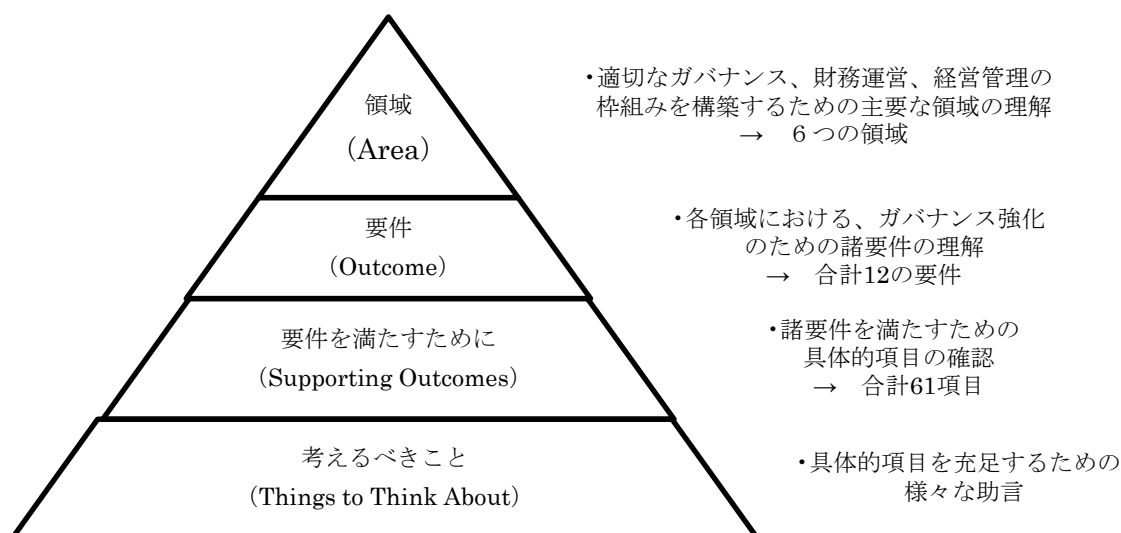 領域
(Area)
・適切なガバナンス、財務運営、経営管理の
枠組みを構築するための主要な領域の理解
→ 6つの領域
要件
(Outcome)
・各領域における、ガバナンス強化
のための諸要件の理解
→ 合計12の要件
要件を満たすために
(Supporting Outcomes)
・諸要件を満たすための
具体的項目の確認
→ 合計61項目
考えるべきこと
(Things to Think About)
・具体的項目を充足するための
様々な助言